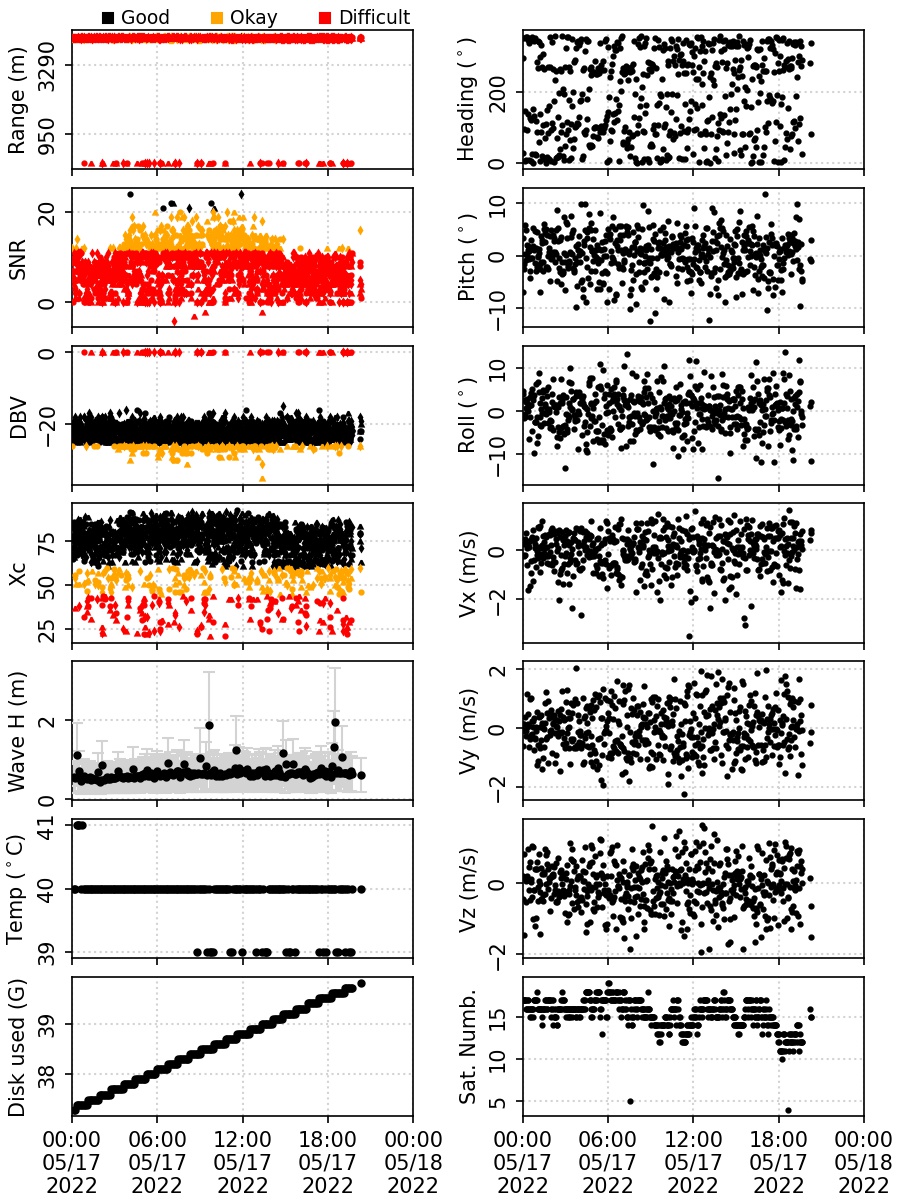 Good Okay Difficult
Range (m)
3290
950
Heading (°)
200
0
SNR
20
0
Pitch (°)
10
0
−10
DBV
0
−20
Roll (°)
10
0
−10
Xc
75
50
25
Vx (m/s)
0
−2
Wave H (m)
2
0
Vy (m/s)
2
0
−2
Temp (°C)
41
40
39
Vz (m/s)
0
−2
Disk used (G)
39
38
Sat. Numb.
15
10
5
00:00 06:00 12:00 18:00 00:00
05/17 05/17 05/17 05/17 05/18
2022 2022 2022 2022 2022
00:00 06:00 12:00 18:00 00:00
05/17 05/17 05/17 05/17 05/18
2022 2022 2022 2022 2022